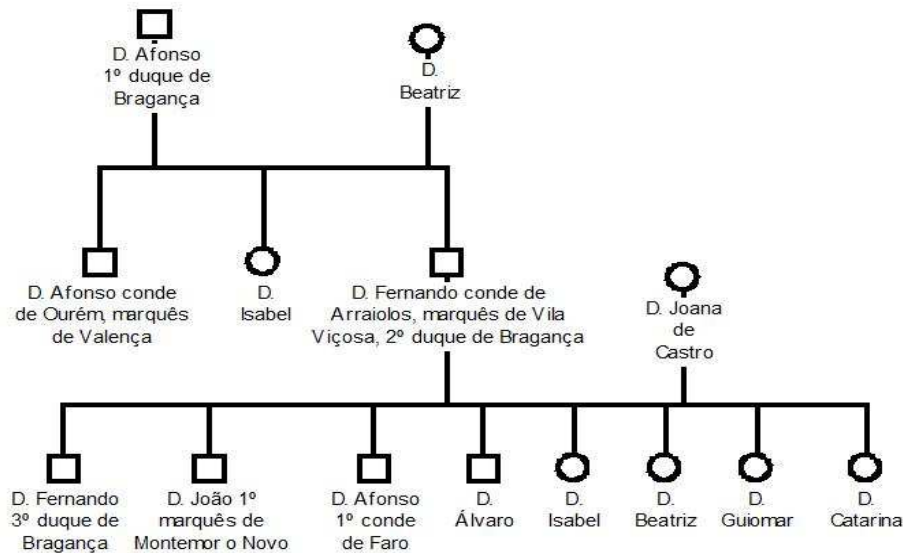 D. Afonso
1º duque de
Bragança
D.
Beatriz
D. Afonso conde
de Ourém, marquês
de Valença
D.
Isabel
D. Fernando conde de
Arraiolos, marquês de Vila
Viçosa, 2º duque de Bragança
D. Joana
de
Castro
D. Fernando
3º duque de
Bragança
D. João 1º
marquês de
Montemor o Novo
D. Afonso
1º conde
de Faro
D.
Álvaro
D.
Isabel
D.
Beatriz
D.
Guiomar
D.
Catarina